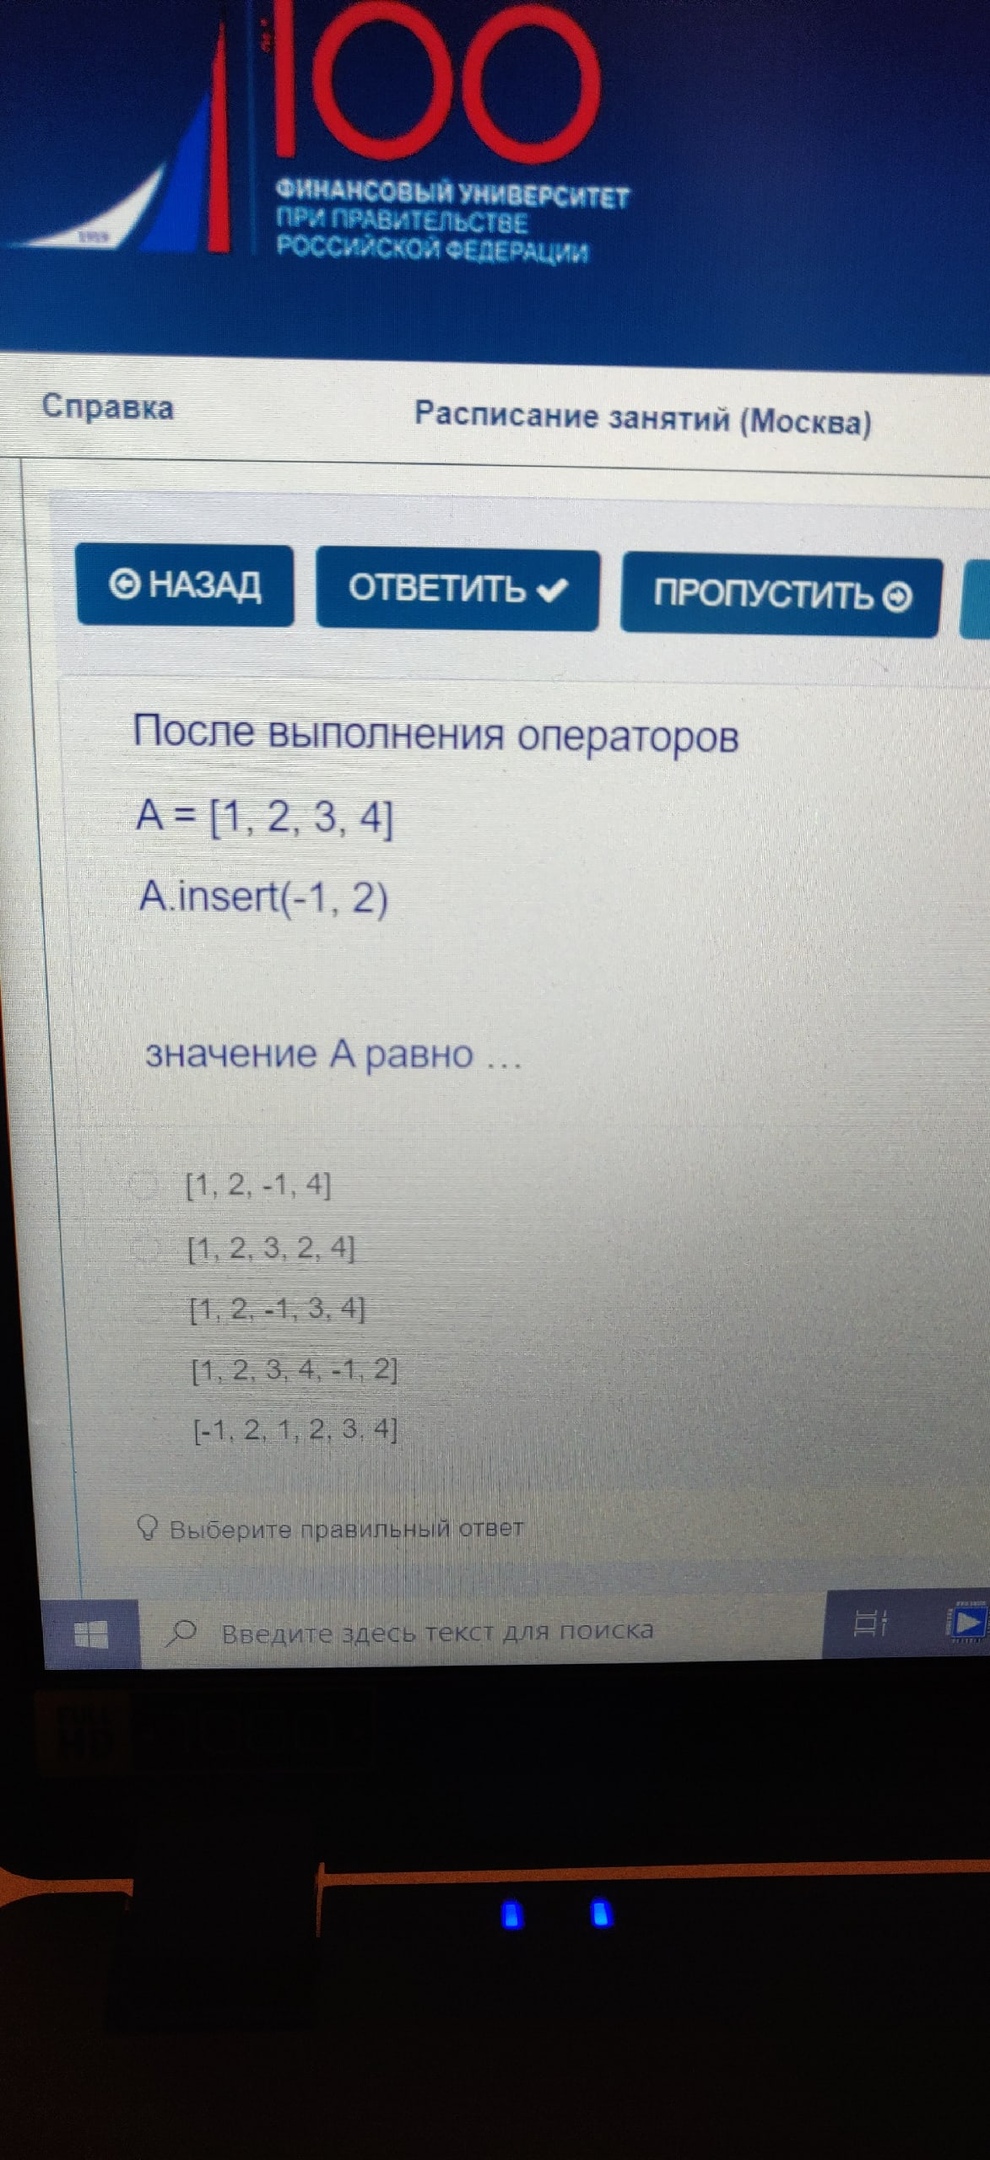 100
1919
ФИНАНСОВЫЙ УНИВЕРСИТЕТ
ПРИ ПРАВИТЕЛЬСТВЕ
РОССИЙСКОЙ ФЕДЕРАЦИИ
Справка Расписание занятий (Москва)
НАЗАД ОТВЕТИТЬ ПРОПУСТИТЬ
После выполнения операторов
A = [1, 2, 3, 4]
A.insert(-1, 2)
значение A равно ...
[1, 2, -1, 4]
[1, 2, 3, 2, 4]
[1, 2, -1, 3, 4]
[1, 2, 3, 4, -1, 2]
[-1, 2, 1, 2, 3, 4]
Выберите правильный ответ
Введите здесь текст для поиска
FULL
HD